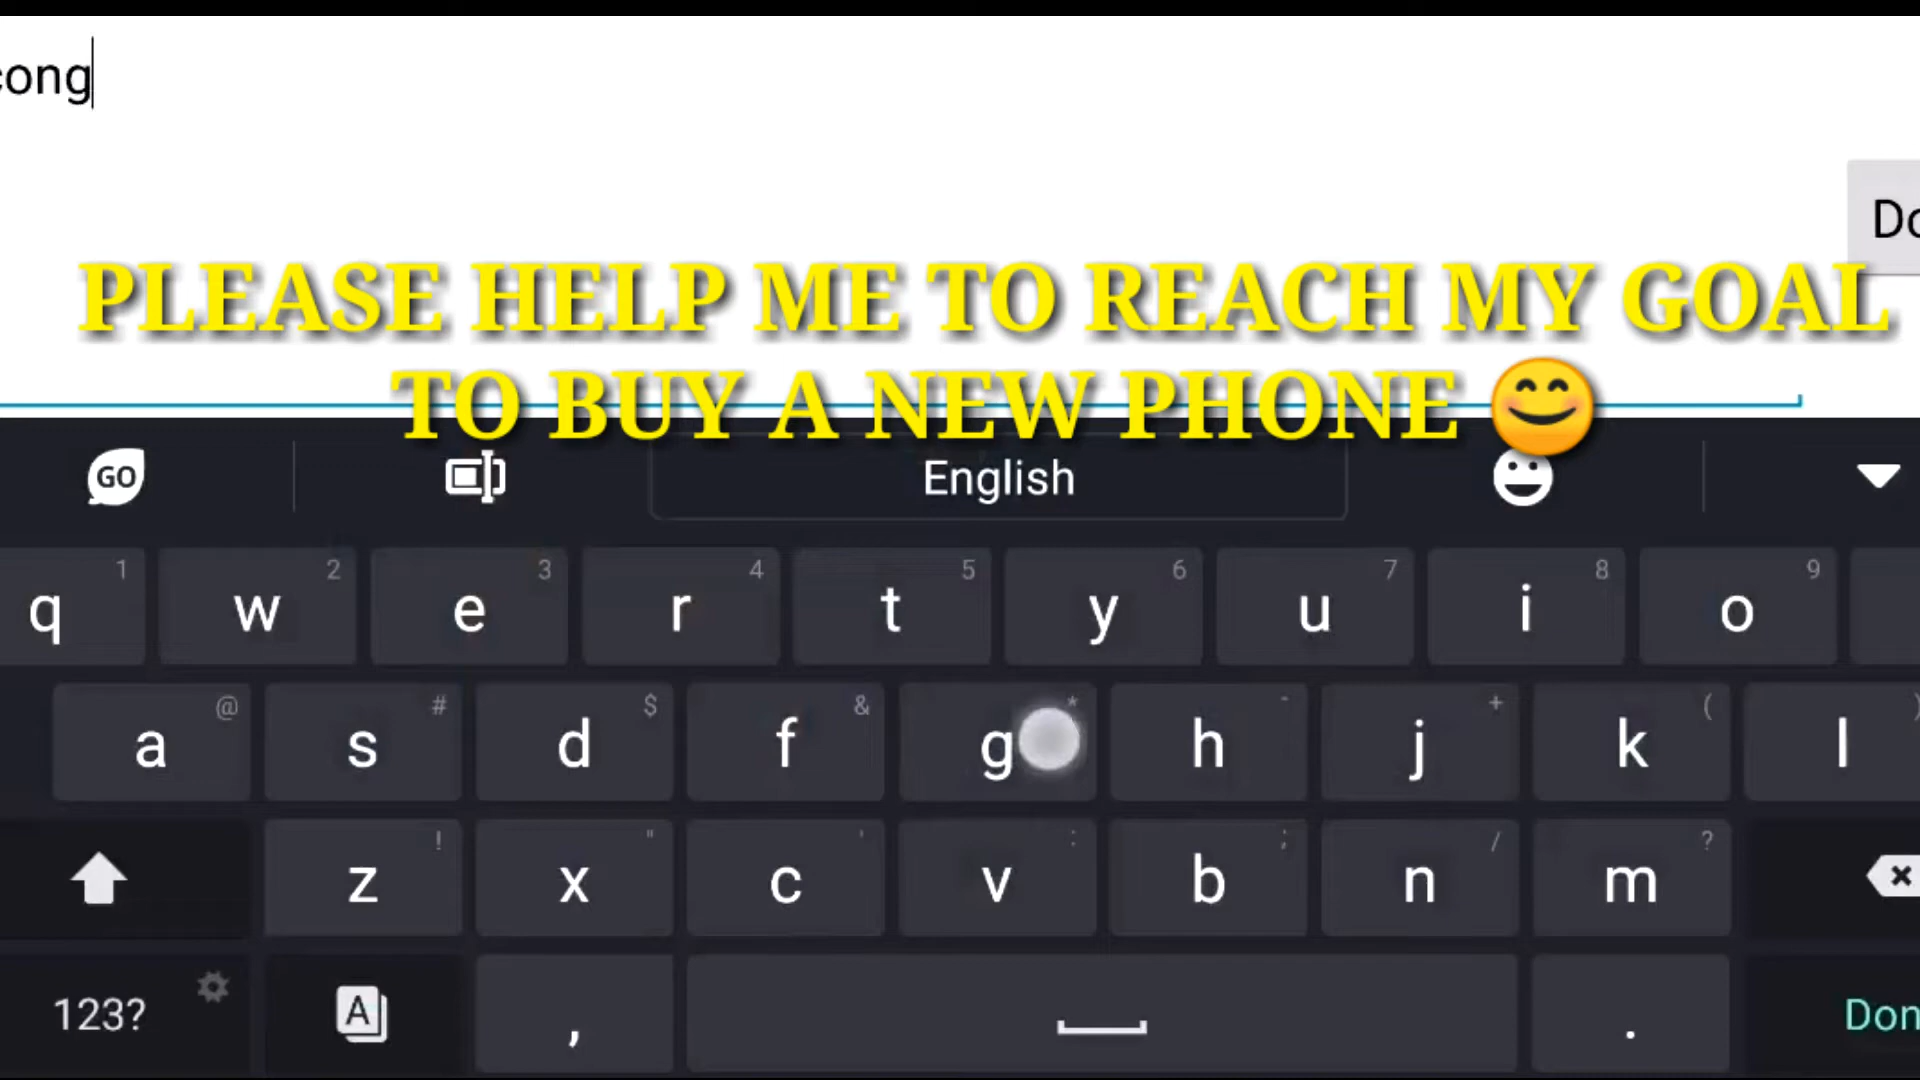 cong
Do
PLEASE HELP ME TO REACH MY GOAL
TO BUY A NEW PHONE 😊
GO English
1 2 3 4 5 6 7 8 9
q w e r t y u i o
@ # $ & * - + ( )
a s d f g h j k l
! " ' : ; / ?
z x c v b n m
123? A , . Don